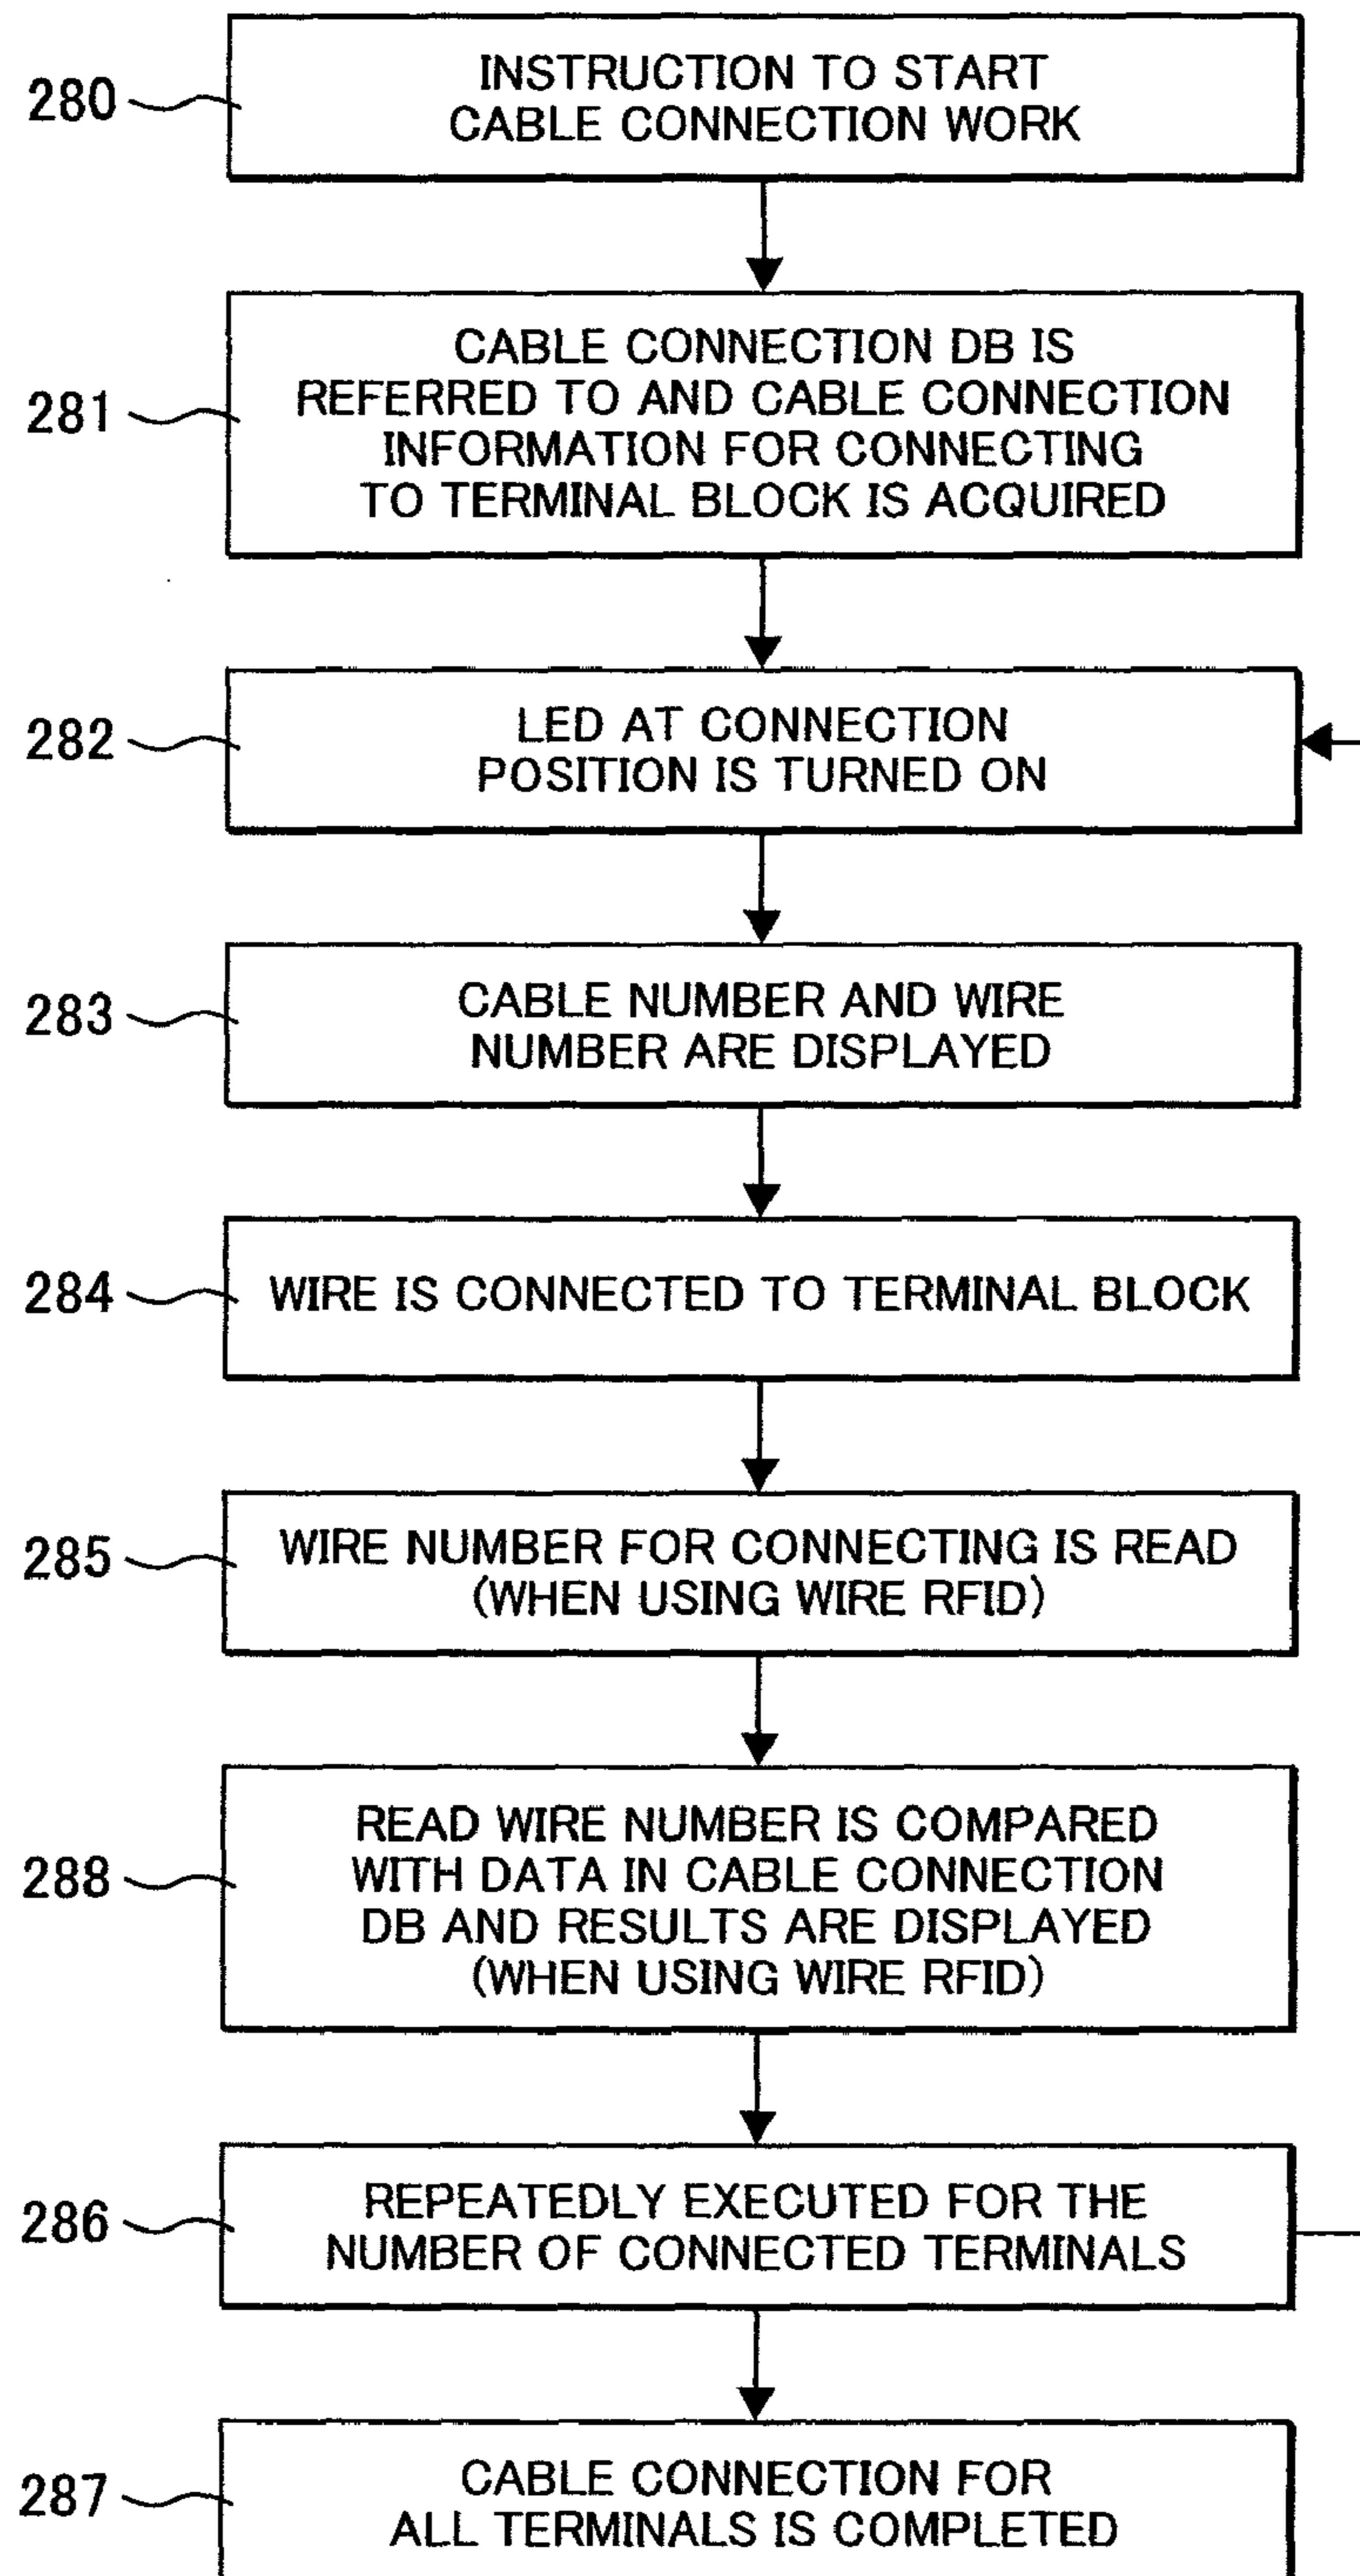 280
INSTRUCTION TO START
CABLE CONNECTION WORK
281
CABLE CONNECTION DB IS
REFERRED TO AND CABLE CONNECTION
INFORMATION FOR CONNECTING
TO TERMINAL BLOCK IS ACQUIRED
282
LED AT CONNECTION
POSITION IS TURNED ON
283
CABLE NUMBER AND WIRE
NUMBER ARE DISPLAYED
284
WIRE IS CONNECTED TO TERMINAL BLOCK
285
WIRE NUMBER FOR CONNECTING IS READ
(WHEN USING WIRE RFID)
288
READ WIRE NUMBER IS COMPARED
WITH DATA IN CABLE CONNECTION
DB AND RESULTS ARE DISPLAYED
(WHEN USING WIRE RFID)
286
REPEATEDLY EXECUTED FOR THE
NUMBER OF CONNECTED TERMINALS
287
CABLE CONNECTION FOR
ALL TERMINALS IS COMPLETED